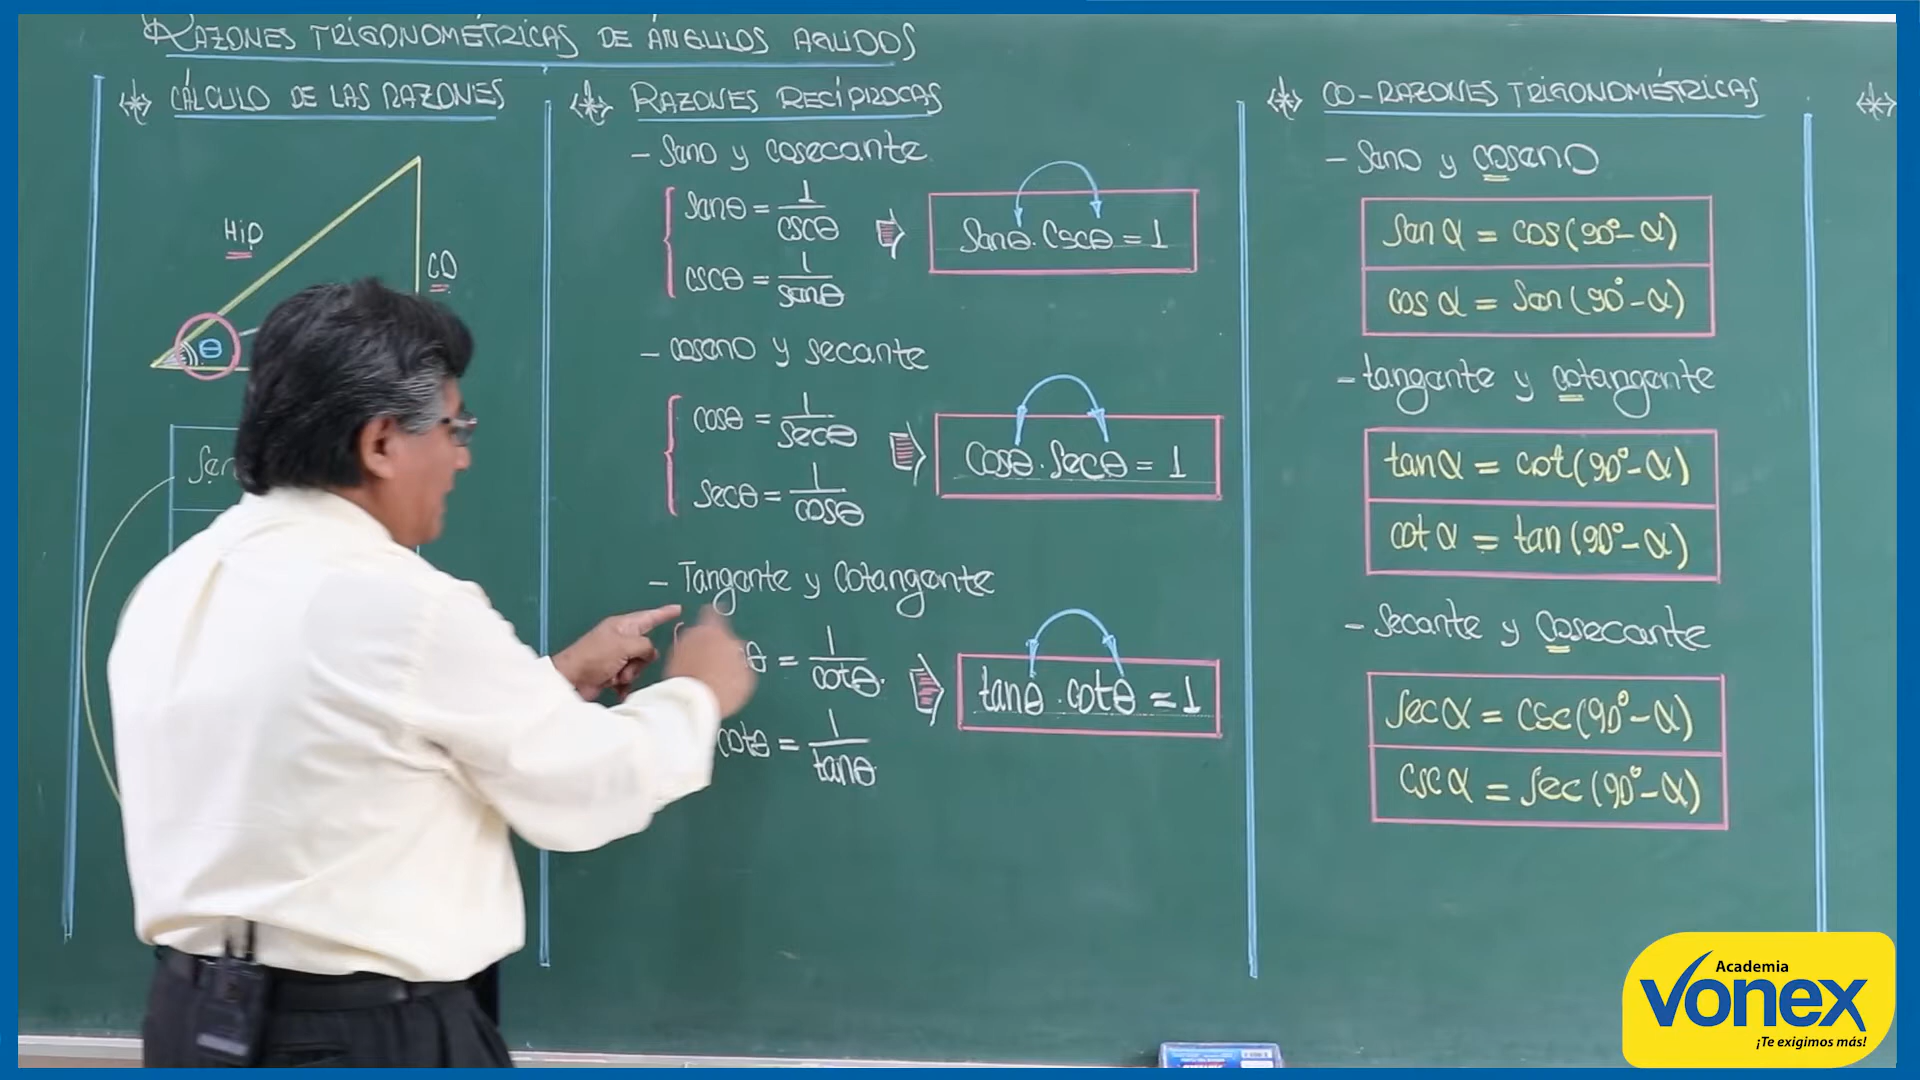 RAZONES TRIGONOMÉTRICAS DE ÁNGULOS AGUDOS
CÁLCULO DE LAS RAZONES
Hip
CO
θ
Sen
RAZONES RECÍPROCAS
- Seno y cosecante
senθ = 1/cscθ
cscθ = 1/senθ
senθ · cscθ = 1
- coseno y secante
cosθ = 1/secθ
secθ = 1/cosθ
cosθ · secθ = 1
- Tangente y cotangente
θ = 1/cotθ
cotθ = 1/tanθ
tanθ · cotθ = 1
CO-RAZONES TRIGONOMÉTRICAS
- Seno y coseno
sen α = cos(90° - α)
cos α = sen(90° - α)
- tangente y cotangente
tan α = cot(90° - α)
cot α = tan(90° - α)
- secante y cosecante
sec α = csc(90° - α)
csc α = sec(90° - α)
Academia
vonex
¡Te exigimos más!